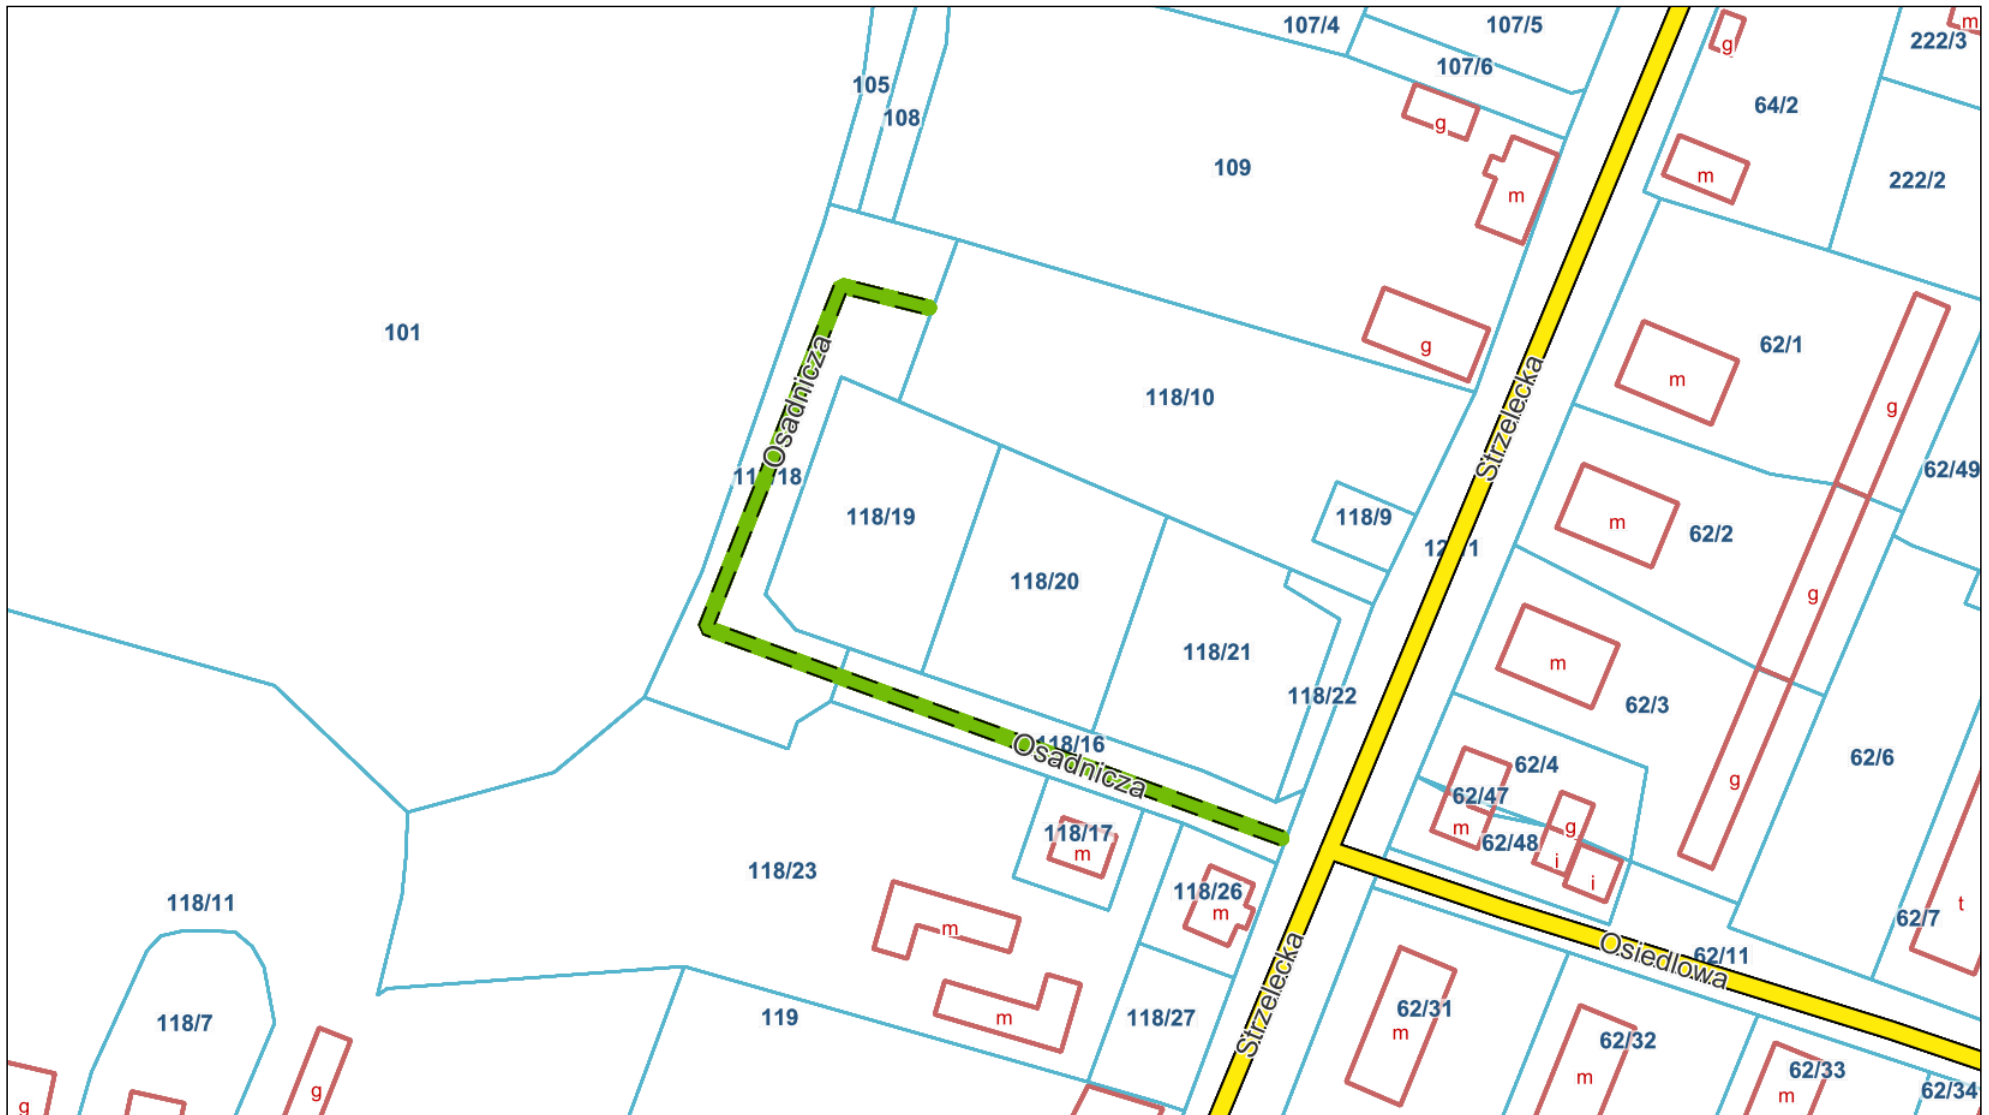 107/4
107/5
m
222/3
g
107/6
105
64/2
108
g
109
m
222/2
m
101
62/1
g
m
118/10
g
Osadnicza
Strzelecka
62/49
118/19
118/9
m
62/2
118/20
g
118/21
m
118/22
62/3
118/16
Osadnicza
62/4
62/6
g
62/47
118/17
m
g
m
62/48
i
i
118/23
118/26
m
118/11
t
62/7
m
Osiedlowa
62/11
Strzelecka
118/7
119
m
118/27
62/31
m
62/32
62/33
m
m
62/34
g
g